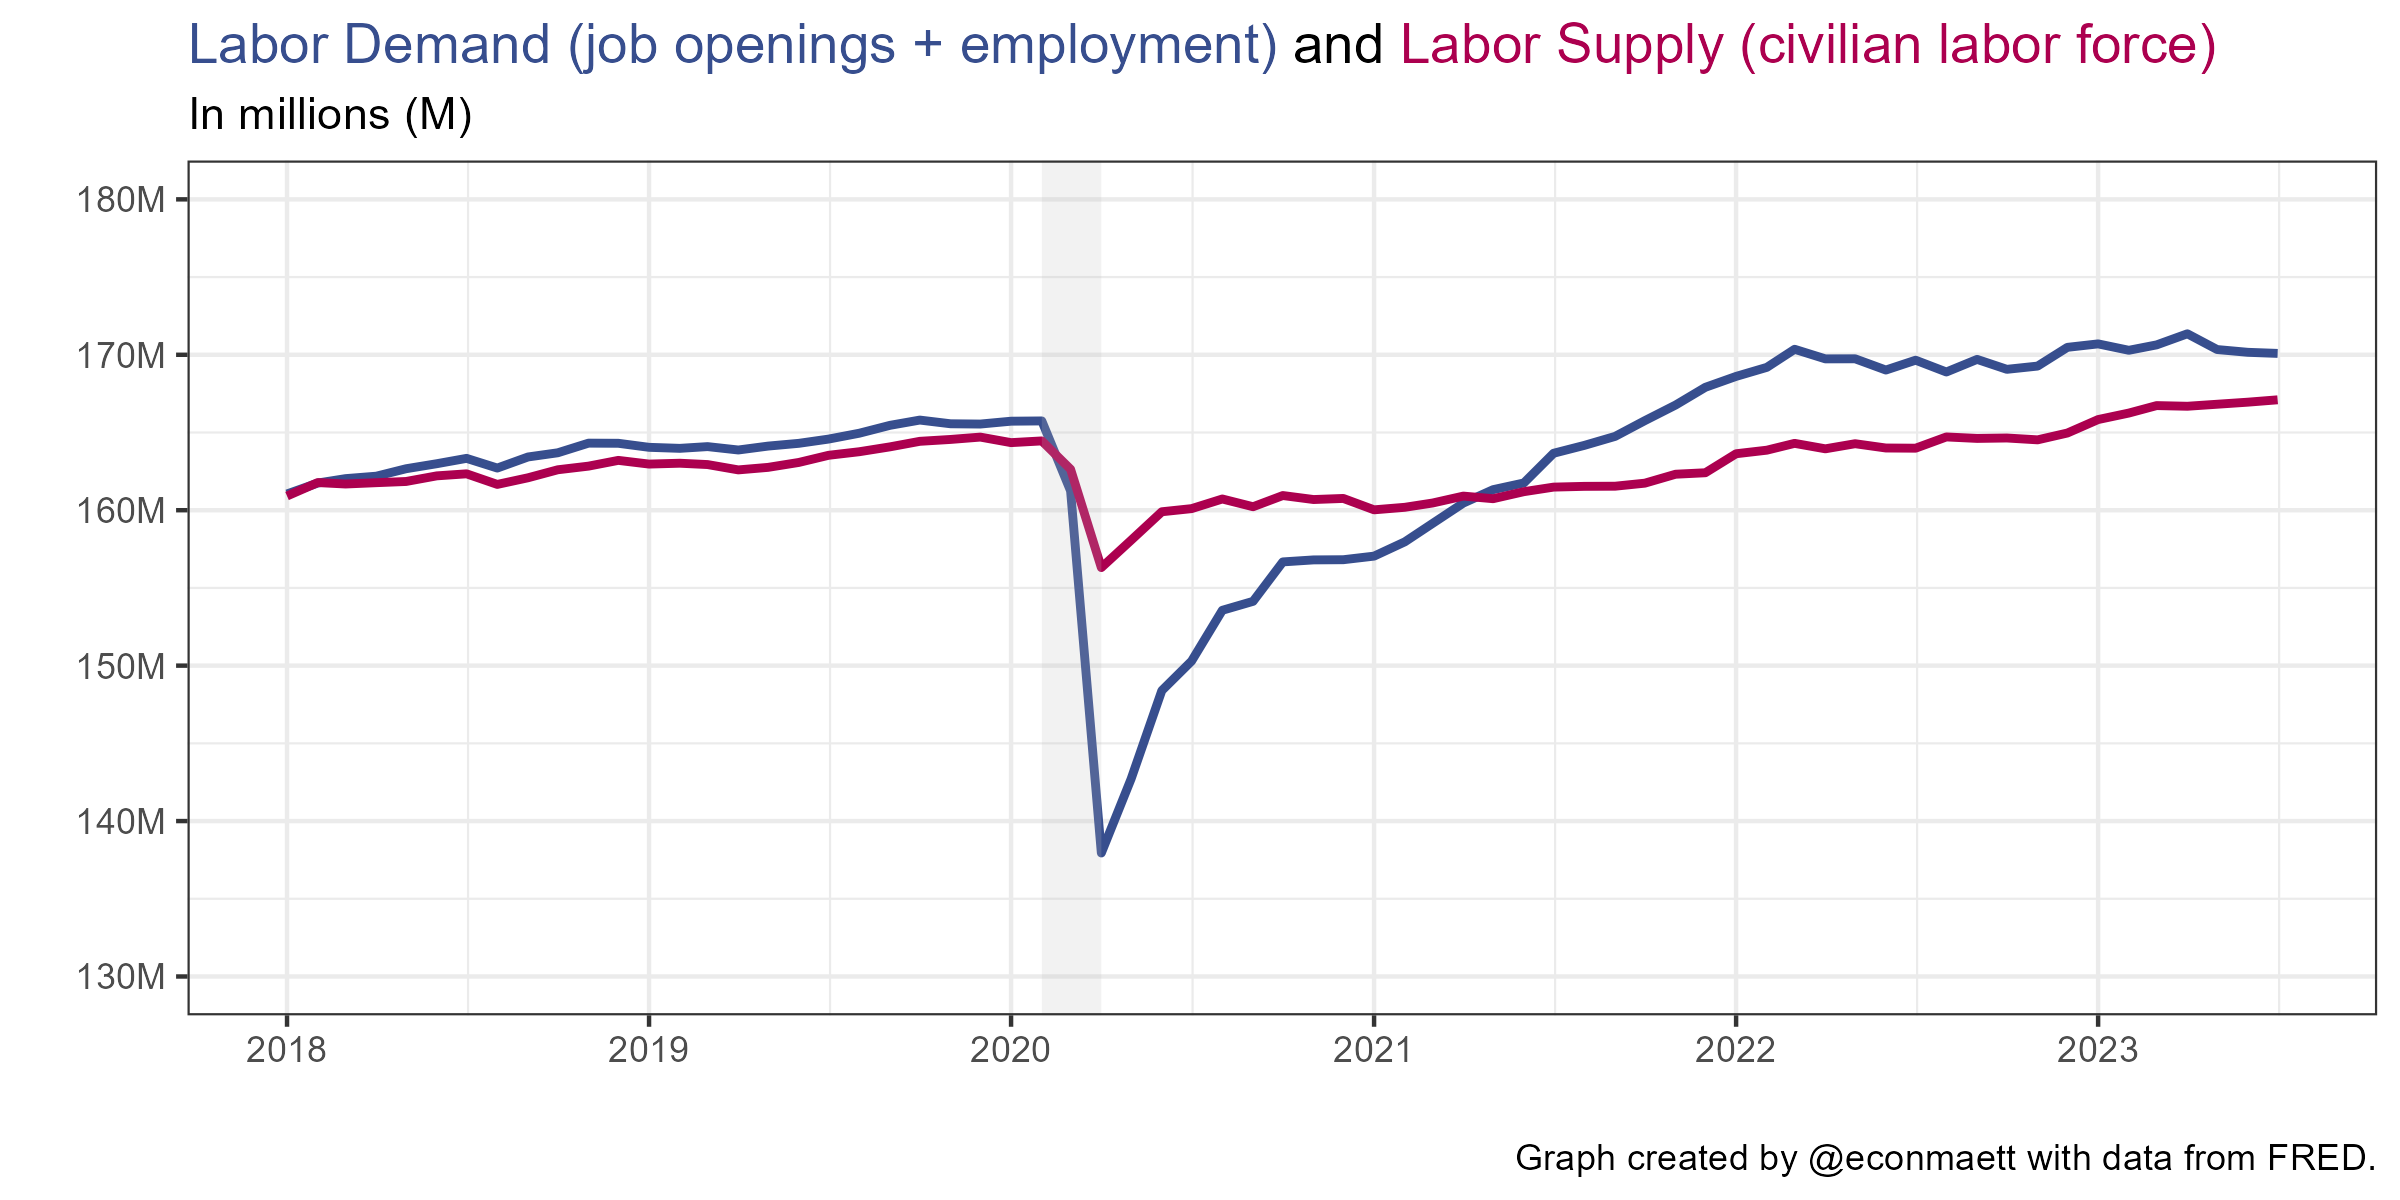 Labor Demand (job openings + employment) and Labor Supply (civilian labor force)
In millions (M)
180M
170M
160M
150M
140M
130M
2018 2019 2020 2021 2022 2023
Graph created by @econmaett with data from FRED.